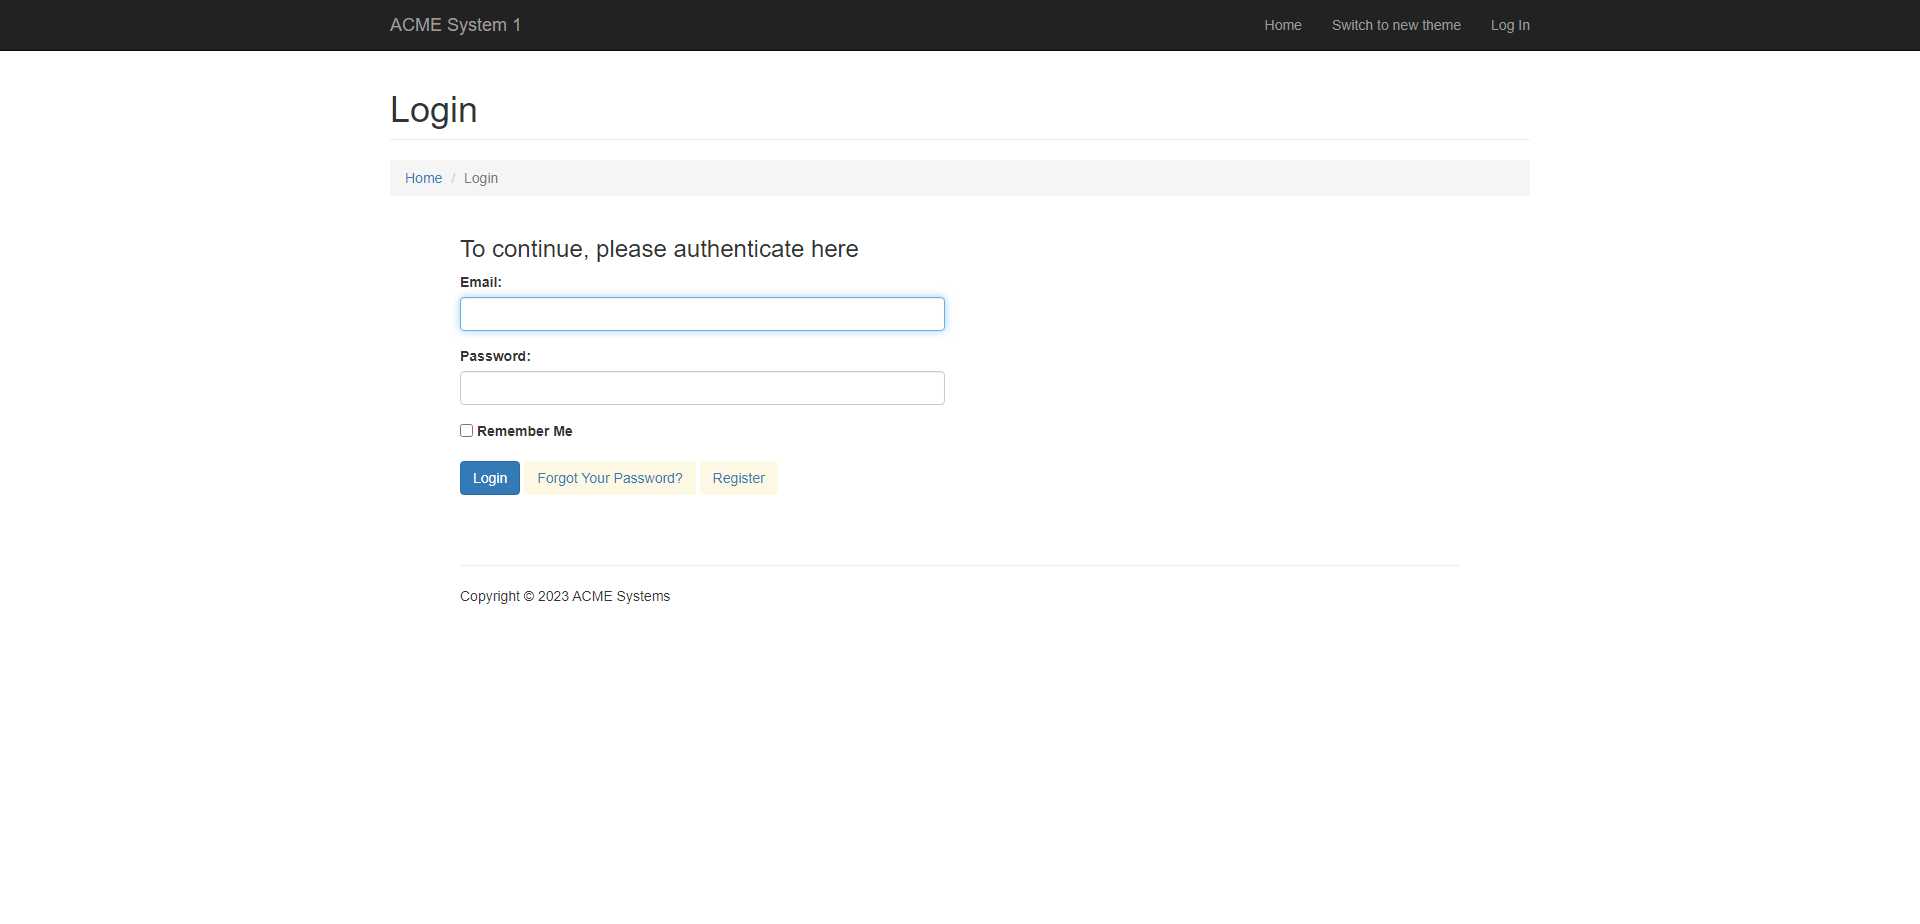 ACME System 1
Home
Switch to new theme
Log In
Login
Home / Login
To continue, please authenticate here
Email:
Password:
Remember Me
Login
Forgot Your Password?
Register
Copyright © 2023 ACME Systems